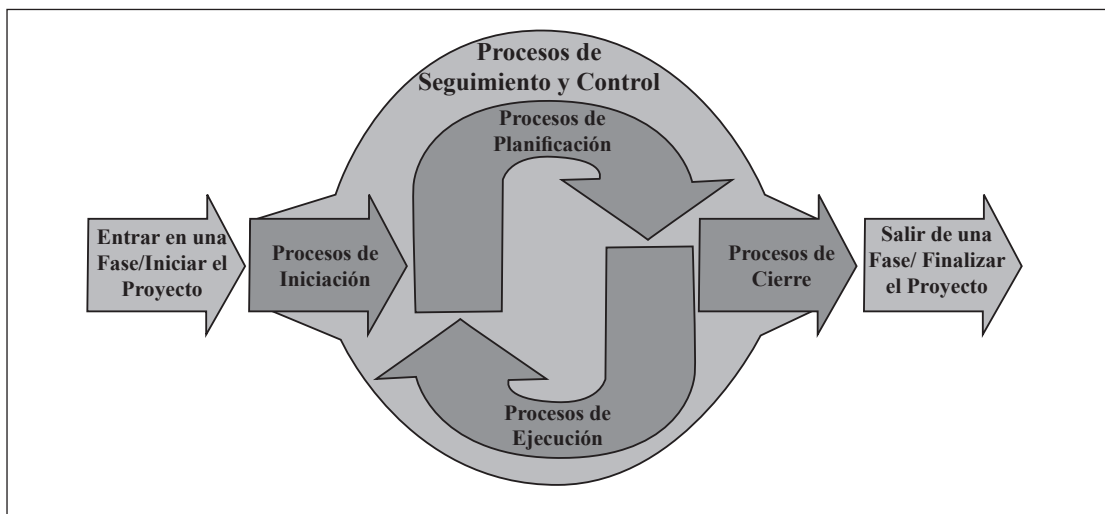 Procesos de
Seguimiento y Control
Procesos de
Planificación
Entrar en una
Fase/Iniciar el
Proyecto
Procesos de
Iniciación
Procesos de
Cierre
Salir de una
Fase/ Finalizar
el Proyecto
Procesos de
Ejecución